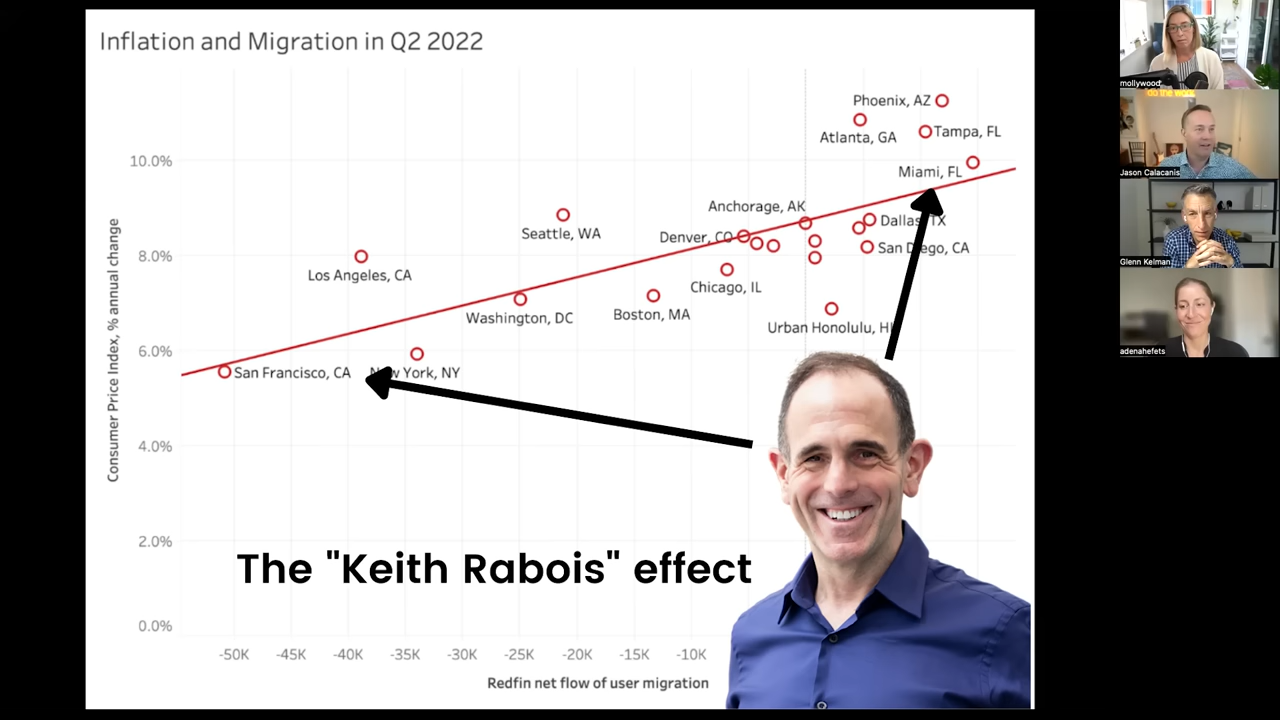 Inflation and Migration in Q2 2022
Consumer Price Index, % annual change
10.0%
8.0%
6.0%
4.0%
2.0%
0.0%
Phoenix, AZ
Atlanta, GA
Tampa, FL
Miami, FL
Anchorage, AK
Seattle, WA
Denver, CO
Dallas, TX
San Diego, CA
Los Angeles, CA
Chicago, IL
Washington, DC
Boston, MA
Urban Honolulu, HI
San Francisco, CA
New York, NY
The "Keith Rabois" effect
-50K -45K -40K -35K -30K -25K -20K -15K -10K
Redfin net flow of user migration
mollywood
do the work
Jason Calacanis
Glenn Kelman
adenahefets